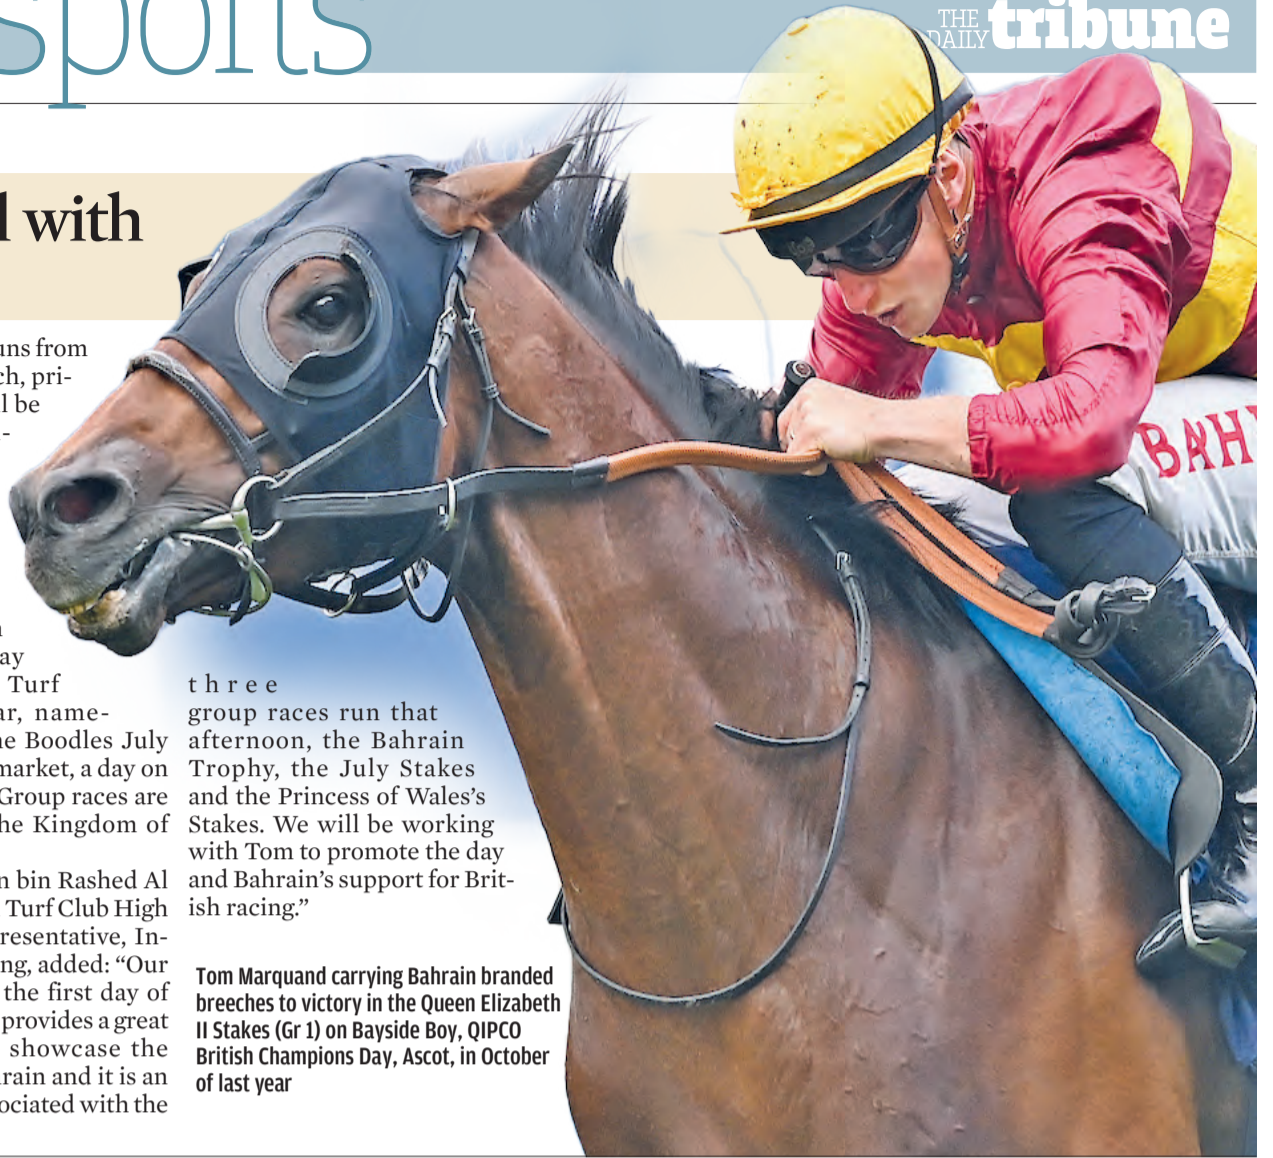 sports
THE
DAILY
tribune
with
uns from
ch, pri-
l be
-
BAH
ay
Turf
ar, name-
he Boodles July
market, a day on
Group races are
he Kingdom of
n bin Rashed Al
Turf Club High
resentative, In-
ng, added: “Our
the first day of
provides a great
showcase the
rain and it is an
ociated with the
three
group races run that
afternoon, the Bahrain
Trophy, the July Stakes
and the Princess of Wales’s
Stakes. We will be working
with Tom to promote the day
and Bahrain’s support for Brit-
ish racing.”
Tom Marquand carrying Bahrain branded
breeches to victory in the Queen Elizabeth
II Stakes (Gr 1) on Bayside Boy, QIPCO
British Champions Day, Ascot, in October
of last year